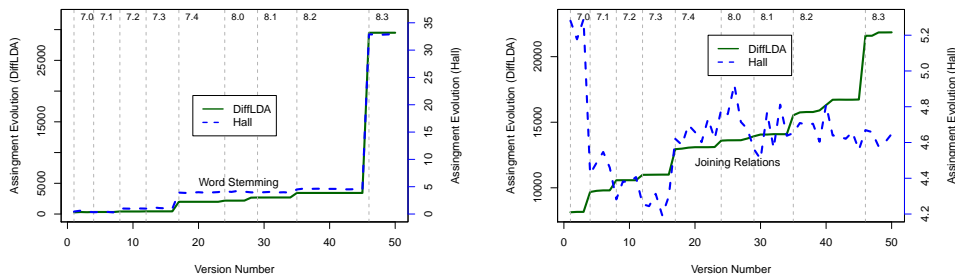 7.0 7.1 7.2 7.3 7.4 8.0 8.1 8.2 8.3
Assingment Evolution (DiffLDA)
0 5000 15000 25000
DiffLDA
Hall
Word Stemming
0 5 10 15 20 25 30 35
Assignment Evolution (Hall)
0 10 20 30 40 50
Version Number
7.0 7.1 7.2 7.3 7.4 8.0 8.1 8.2 8.3
Assingment Evolution (DiffLDA)
10000 15000 20000
DiffLDA
Hall
Joining Relations
4.2 4.4 4.6 4.8 5.0 5.2
Assignment Evolution (Hall)
0 10 20 30 40 50
Version Number